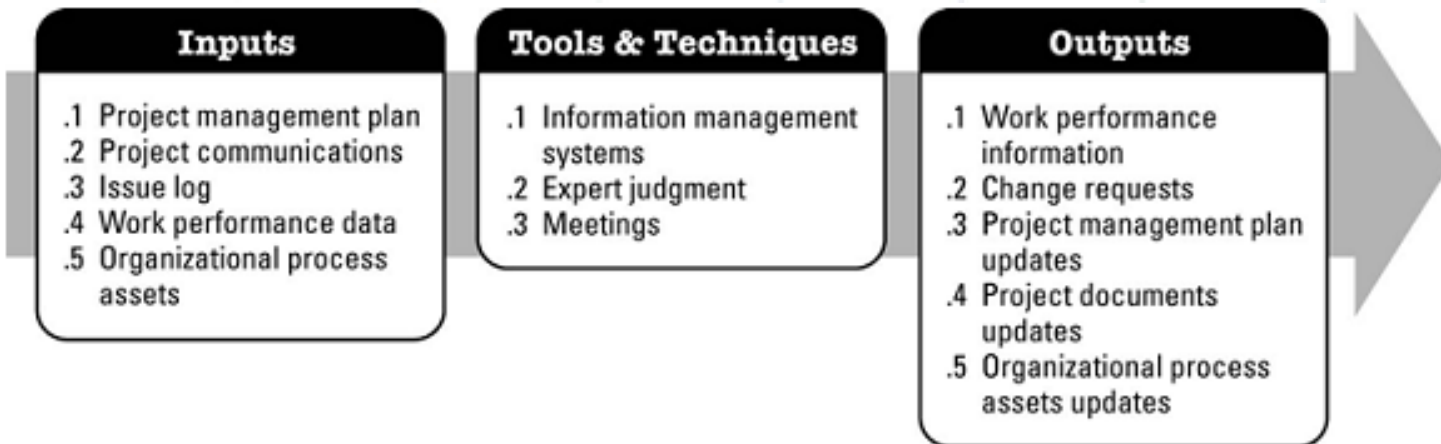 Inputs
.1 Project management plan
.2 Project communications
.3 Issue log
.4 Work performance data
.5 Organizational process
assets
Tools & Techniques
.1 Information management
systems
.2 Expert judgment
.3 Meetings
Outputs
.1 Work performance
information
.2 Change requests
.3 Project management plan
updates
.4 Project documents
updates
.5 Organizational process
assets updates